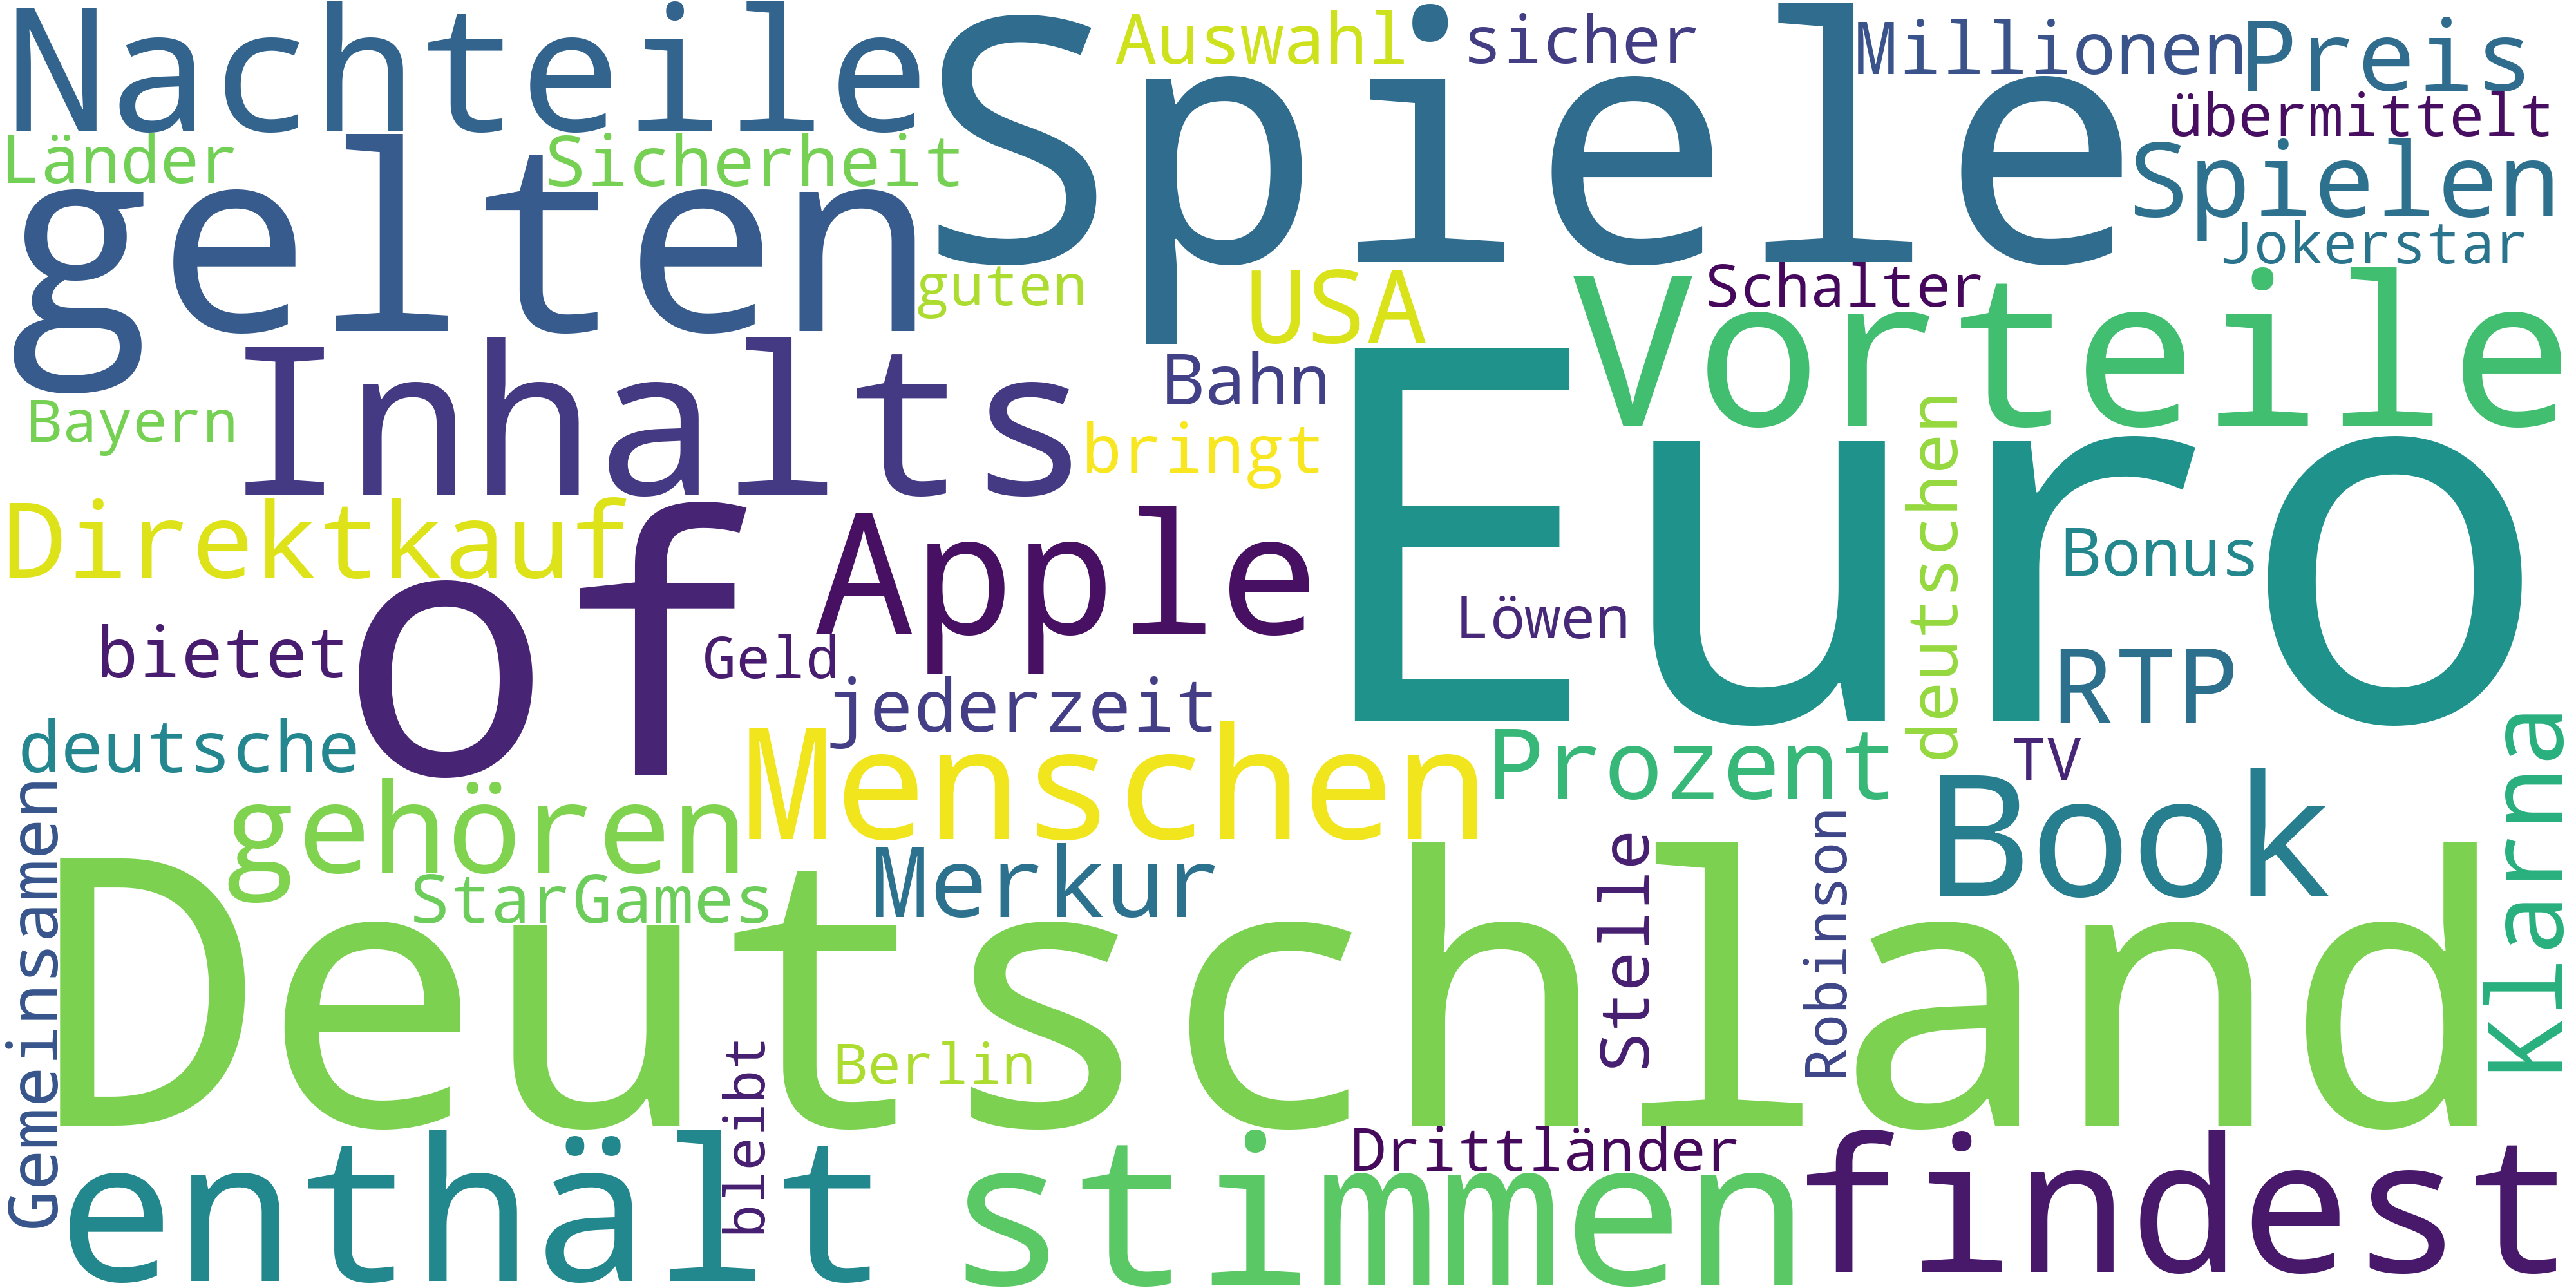 Nachteile
Spiele
Auswahl
sicher
Millionen
Preis
übermittelt
Länder
Sicherheit
gelten
Spielen
Jokerstar
guten
USA
Schalter
Vorteile
Inhalts
Bahn
Euro
Bayern
bringt
deutschen
Direktkauf
of
Apple
Bonus
Löwen
bietet
Geld
RTP
jederzeit
deutsche
Menschen
Prozent
TV
Klarna
Gemeinsamen
gehören
Book
StarGames
Merkur
Stelle
Robinson
Deutschland
bleibt
Berlin
enthält
stimmen
Drittländer
findest